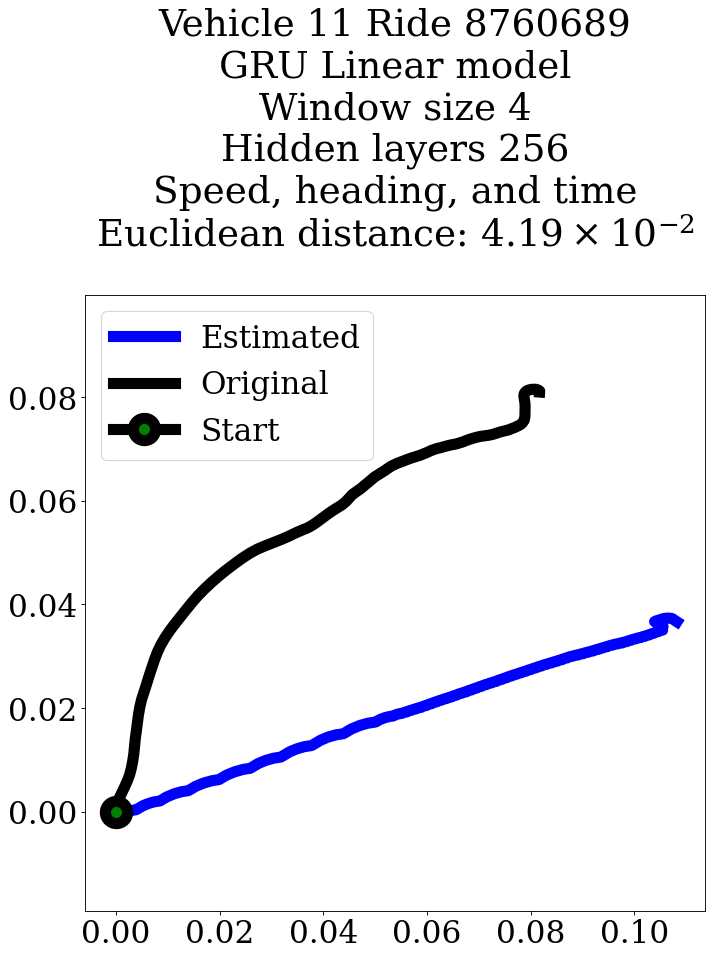 Vehicle 11 Ride 8760689
GRU Linear model
Window size 4
Hidden layers 256
Speed, heading, and time
Euclidean distance: 4.19 × 10⁻²
Estimated
Original
Start
0.08
0.06
0.04
0.02
0.00
0.00 0.02 0.04 0.06 0.08 0.10